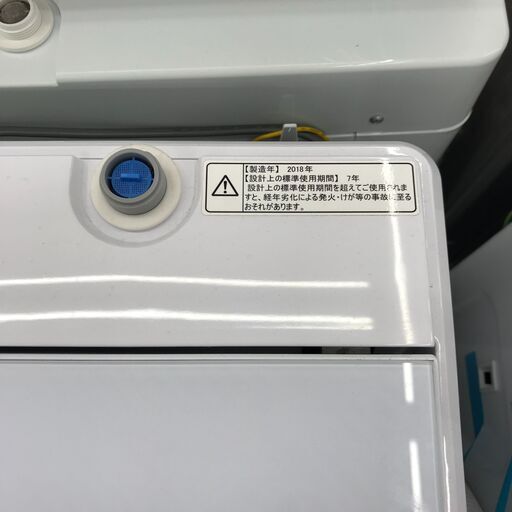 【製造年】 2018年
【設計上の標準使用期間】 7年
設計上の標準使用期間を超えてご使用されま
すと、経年劣化による発火・けが等の事故に至る
おそれがあります。